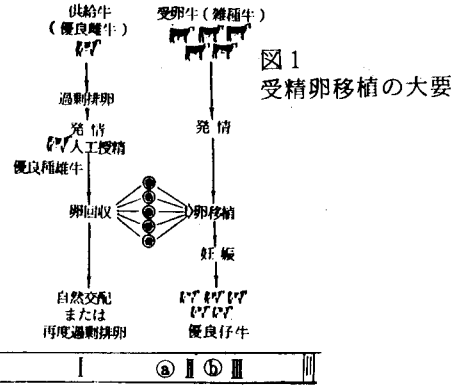 供給牛
(優良雌牛)
過剰排卵
発情
人工授精
優良種雄牛
卵回収
自然交配
または
再度過剰排卵
受卵牛(雑種牛)
発情
卵移植
妊娠
優良仔牛
図1
受精卵移植の大要
Ⅰ ⓐ Ⅱ ⓑ Ⅲ